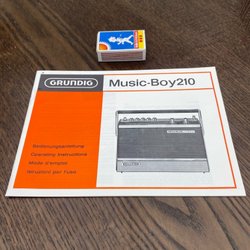 GRUNDIG
Music-Boy210
Bedienungsanleitung
Operating Instructions
Mode d'emploi
Istruzioni per l'uso